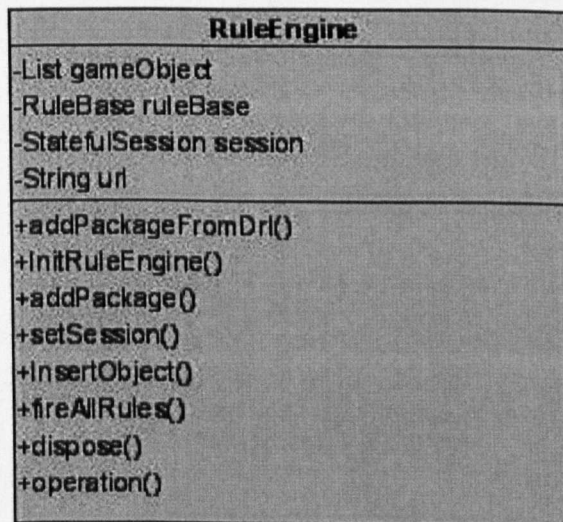 RuleEngine
-List gameObject
-RuleBase ruleBase
-StatefulSession session
-String url
+addPackageFromDrl()
+InitRuleEngine()
+addPackage()
+setSession()
+InsertObject()
+fireAllRules()
+dispose()
+operation()